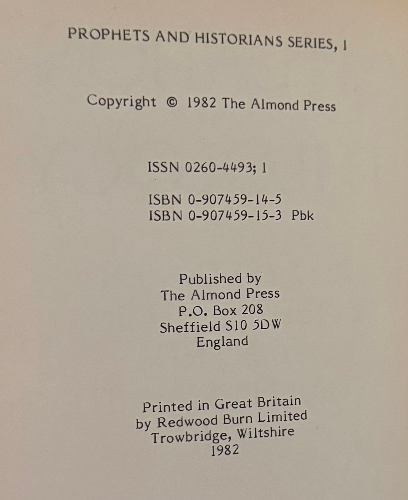 PROPHETS AND HISTORIANS SERIES, 1
Copyright © 1982 The Almond Press
ISSN 0260-4493; 1
ISBN 0-907459-14-5
ISBN 0-907459-15-3 Pbk
Published by
The Almond Press
P.O. Box 208
Sheffield S10 5DW
England
Printed in Great Britain
by Redwood Burn Limited
Trowbridge, Wiltshire
1982